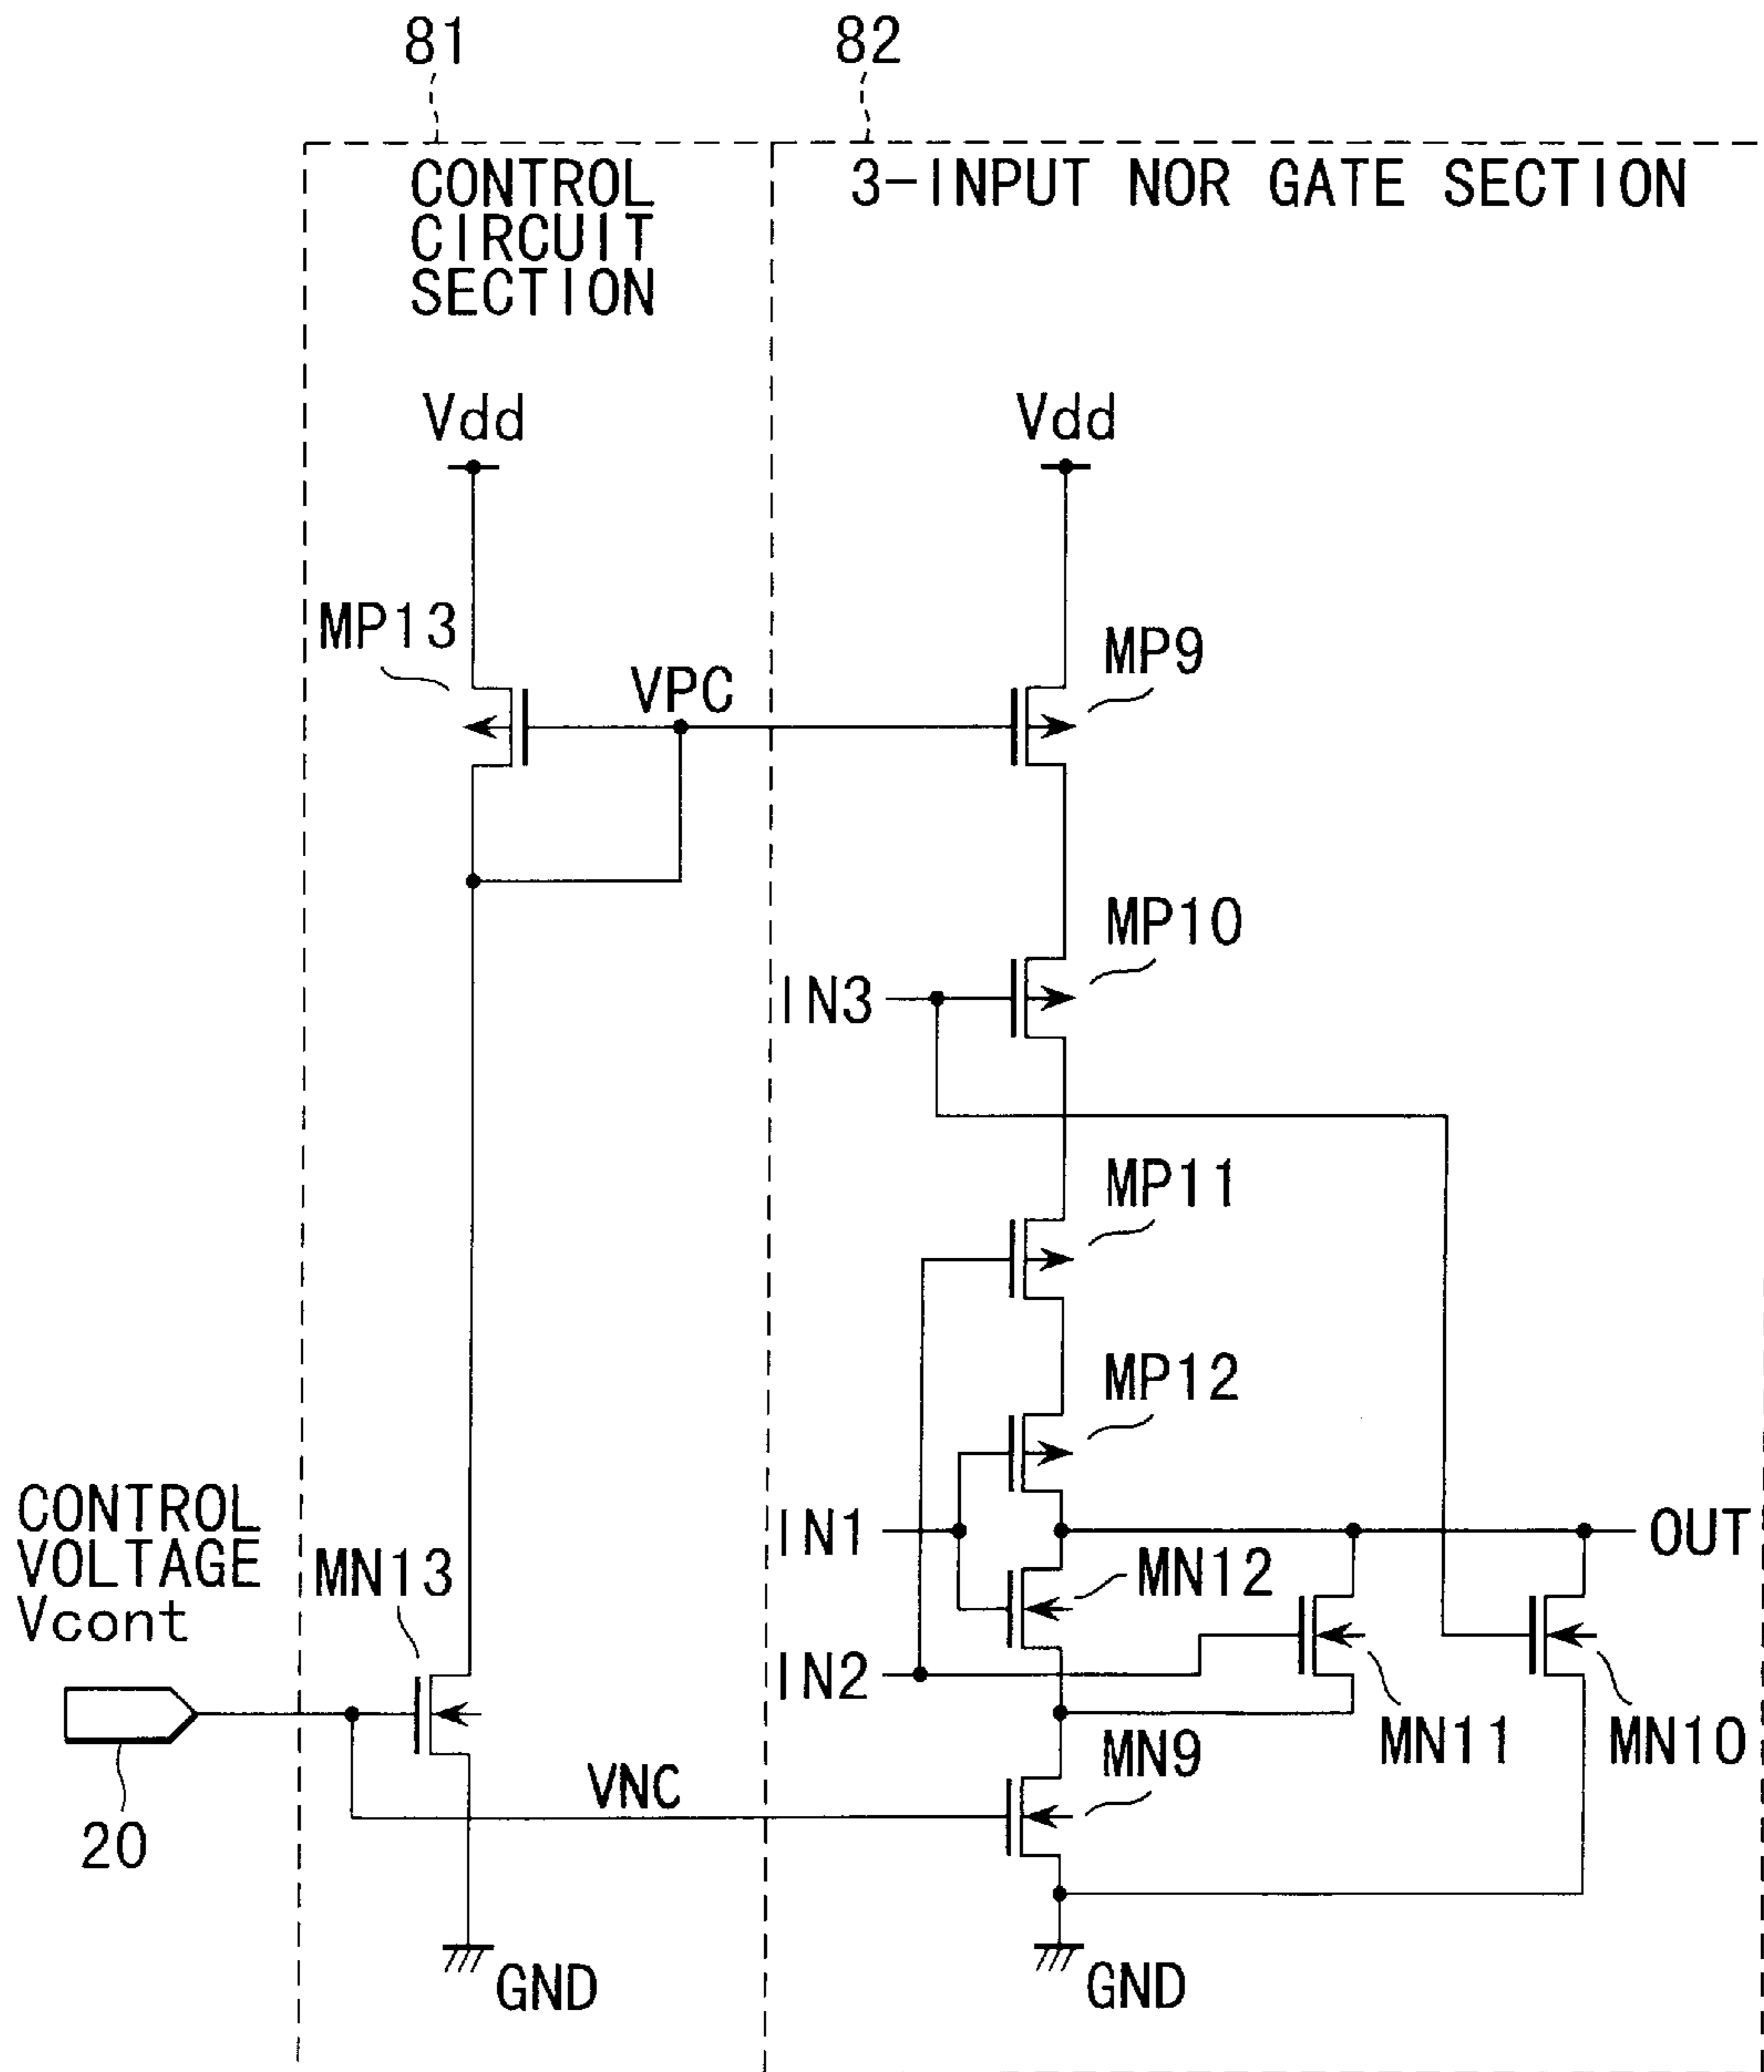 81
82
CONTROL
CIRCUIT
SECTION
3-INPUT NOR GATE SECTION
Vdd
Vdd
MP13
VPC
MP9
MP10
IN3
MP11
MP12
CONTROL
VOLTAGE
Vcont
MN13
IN1
OUT
MN12
IN2
MN11
MN10
MN9
VNC
20
GND
GND